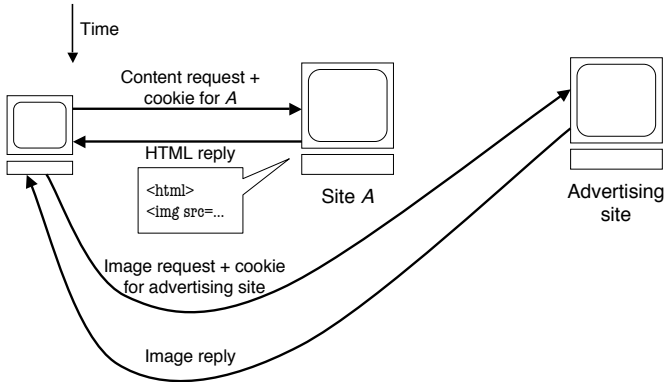 Time
Content request +
cookie for A
HTML reply
<html>
<img src=...
Site A
Advertising
site
Image request + cookie
for advertising site
Image reply